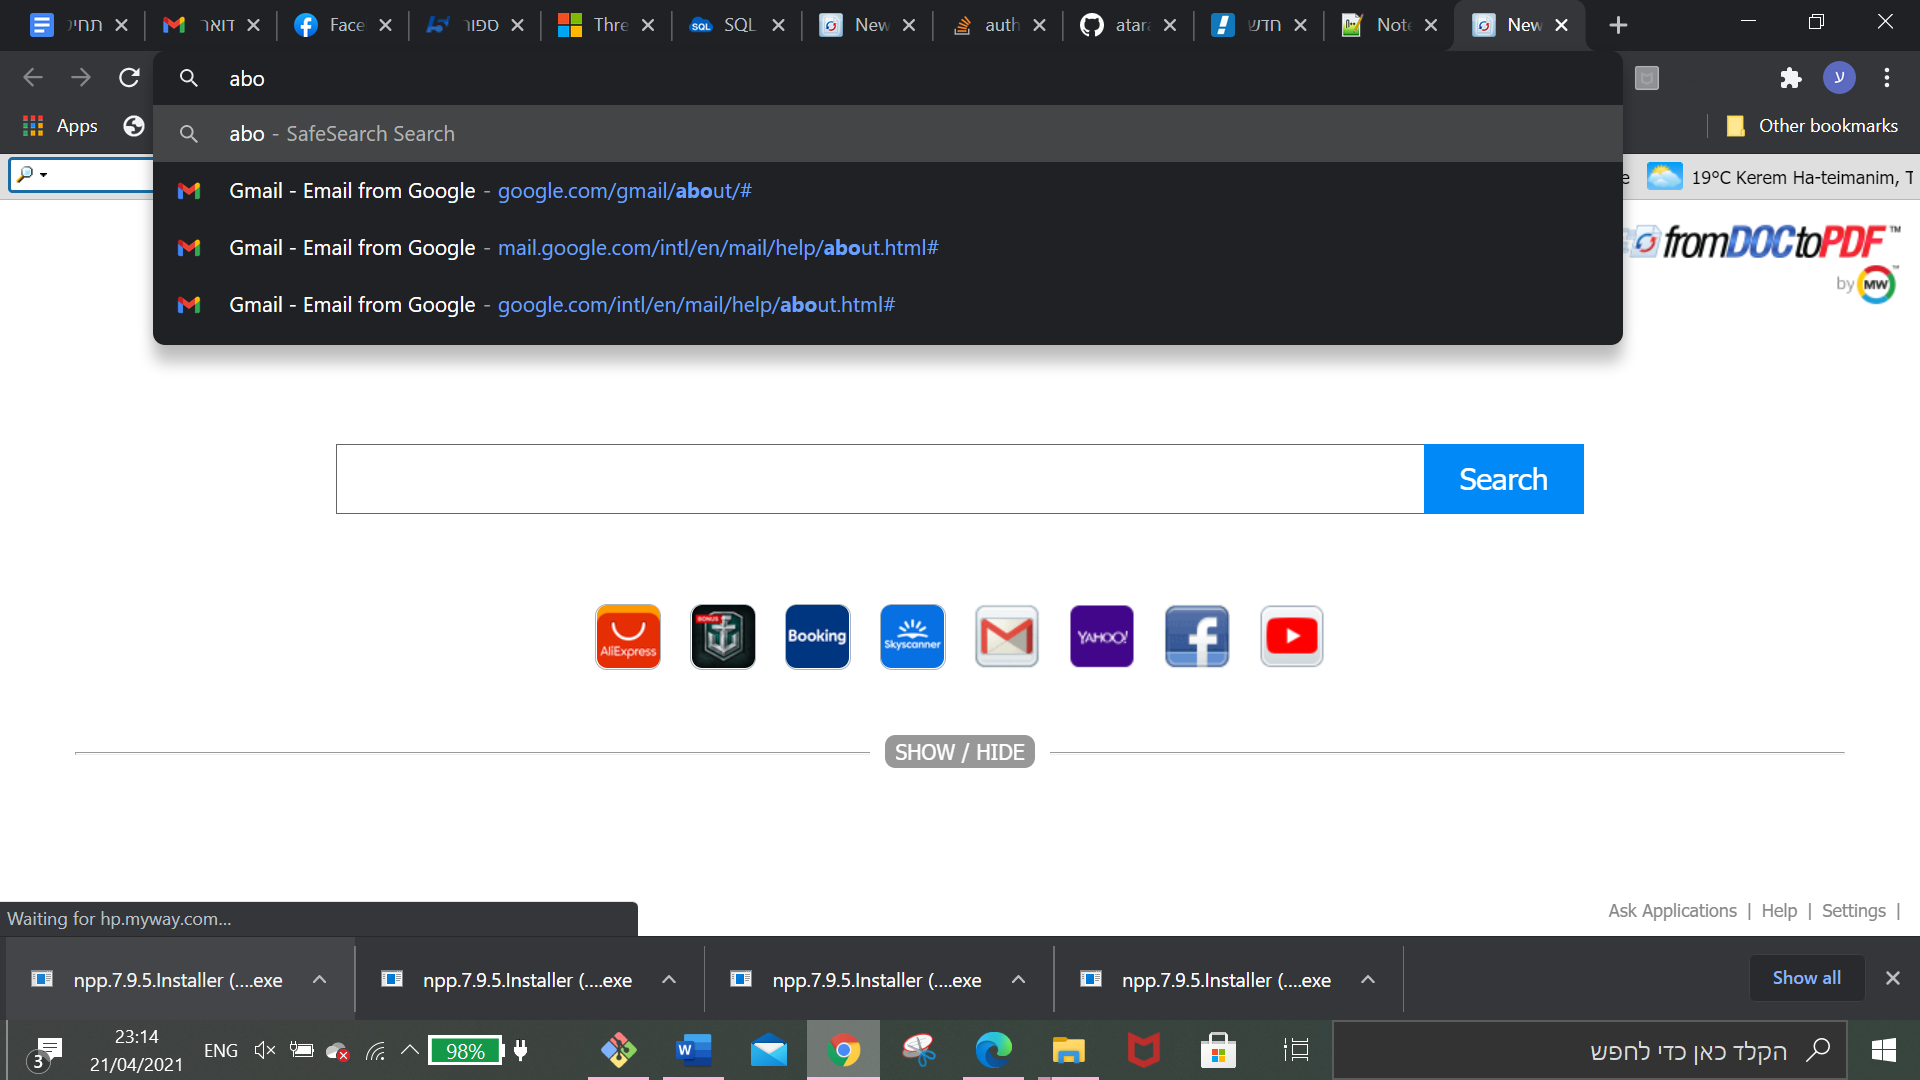 תחיל
דואר
Face
ספור
Thre
SQL
New
auth
atara
חדש
Note
New
abo
Apps
Other bookmarks
abo - SafeSearch Search
Gmail - Email from Google - google.com/gmail/about/#
Gmail - Email from Google - mail.google.com/intl/en/mail/help/about.html#
Gmail - Email from Google - google.com/intl/en/mail/help/about.html#
e
19°C Kerem Ha-teimanim, T
fromDOCtoPDF™
by MW™
Search
AliExpress
BONUS
Booking
Skyscanner
YAHOO!
SHOW / HIDE
Ask Applications | Help | Settings |
Waiting for hp.myway.com...
npp.7.9.5.Installer (....exe
npp.7.9.5.Installer (....exe
npp.7.9.5.Installer (....exe
npp.7.9.5.Installer (....exe
Show all
3
23:14
21/04/2021
ENG
98%
הקלד כאן כדי לחפש